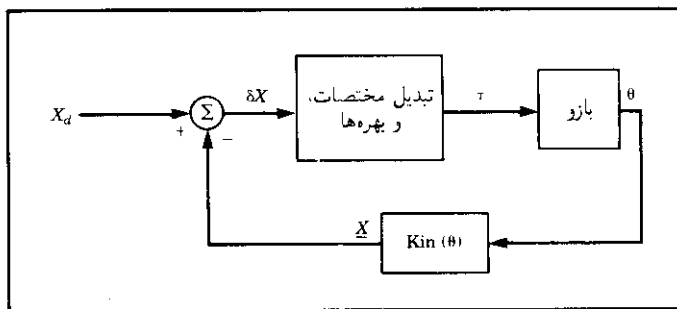 X_d
+
−
Σ
δX
تبدیل مختصات،
و بهره‌ها
τ
بازو
θ
X
Kin (θ)